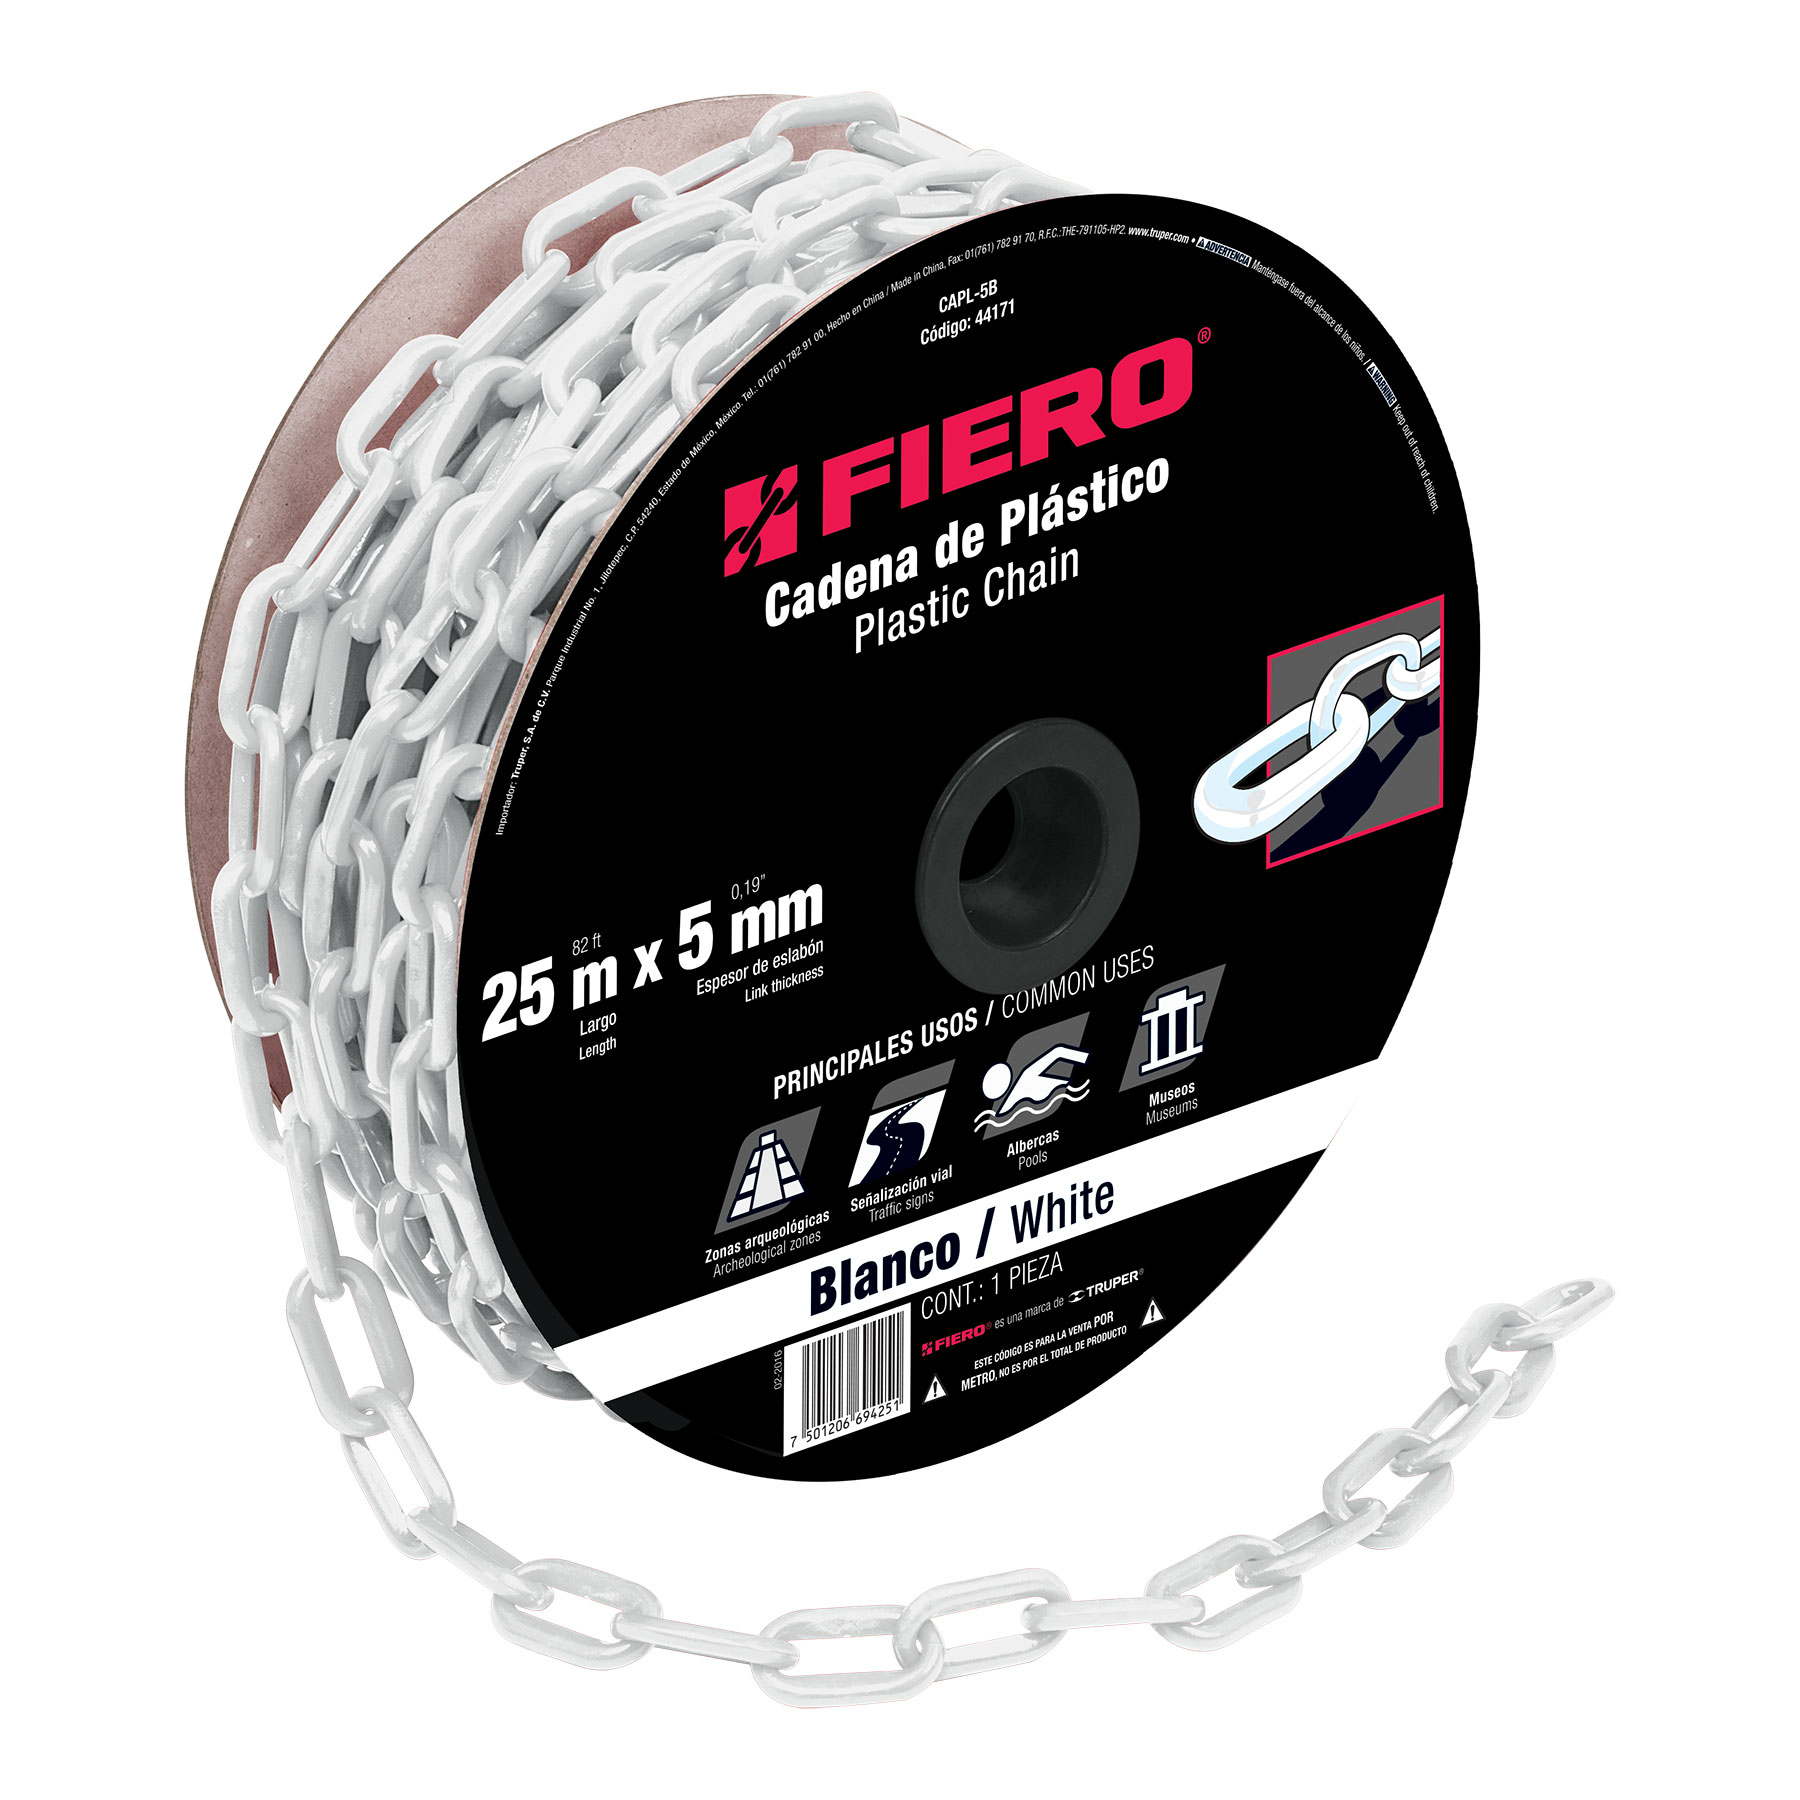 Importador: Truper, S.A. de C.V. Parque Industrial No. 1, Jilotepec, C.P. 54240, Estado de México, México. Tel.: 01(761) 782 91 00, Hecho en China / Made in China, Fax: 01(761) 782 91 70, R.F.C.:THE-791105-HP2. www.truper.com • ADVERTENCIA Manténgase fuera del alcance de los niños. | WARNING Keep out of reach of children.
CAPL-5B
Código: 44171
FIERO®
Cadena de Plástico
Plastic Chain
82 ft 0,19"
25 m x 5 mm
Largo
Length
Espesor de eslabón
Link thickness
PRINCIPALES USOS / COMMON USES
Zonas arqueológicas
Archeological zones
Señalización vial
Traffic signs
Albercas
Pools
Museos
Museums
Blanco / White
CONT.: 1 PIEZA
FIERO® es una marca de TRUPER®
ESTE CÓDIGO ES PARA LA VENTA POR
METRO, NO ES POR EL TOTAL DE PRODUCTO
02-2016
7 501206 694251